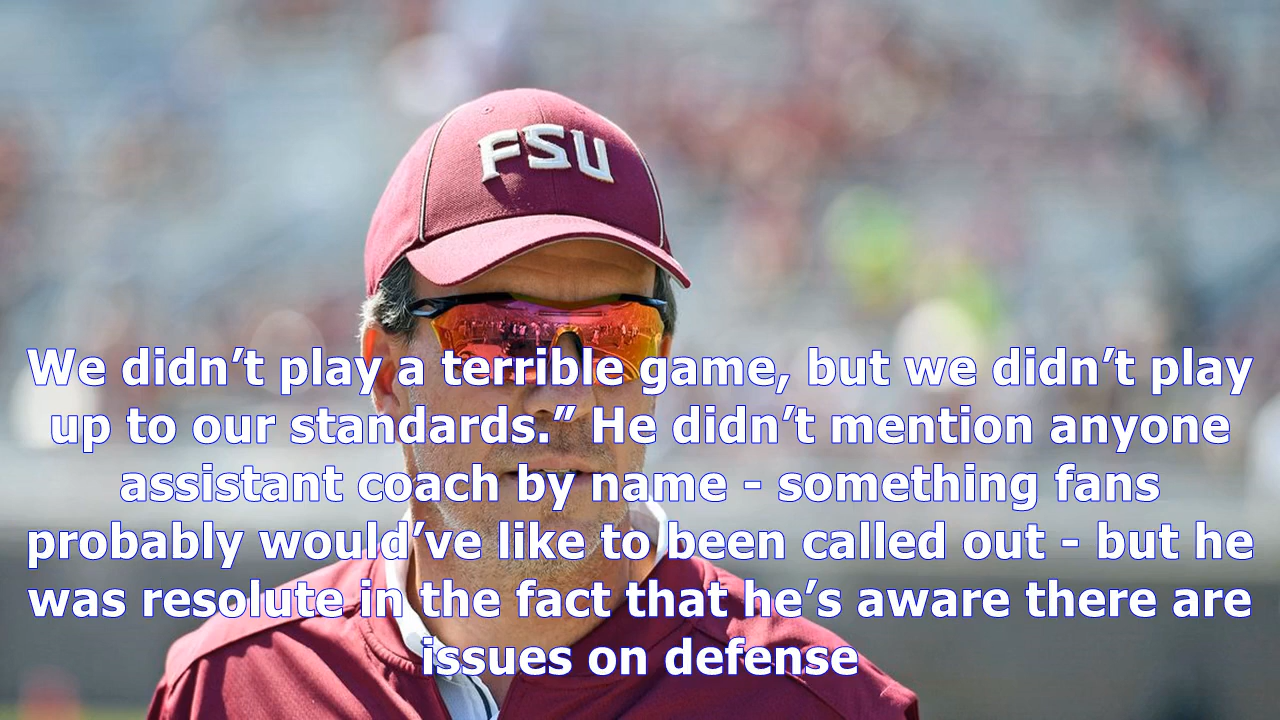 FSU
We didn’t play a terrible game, but we didn’t play
up to our standards.” He didn’t mention anyone
assistant coach by name - something fans
probably would’ve like to been called out - but he
was resolute in the fact that he’s aware there are
issues on defense